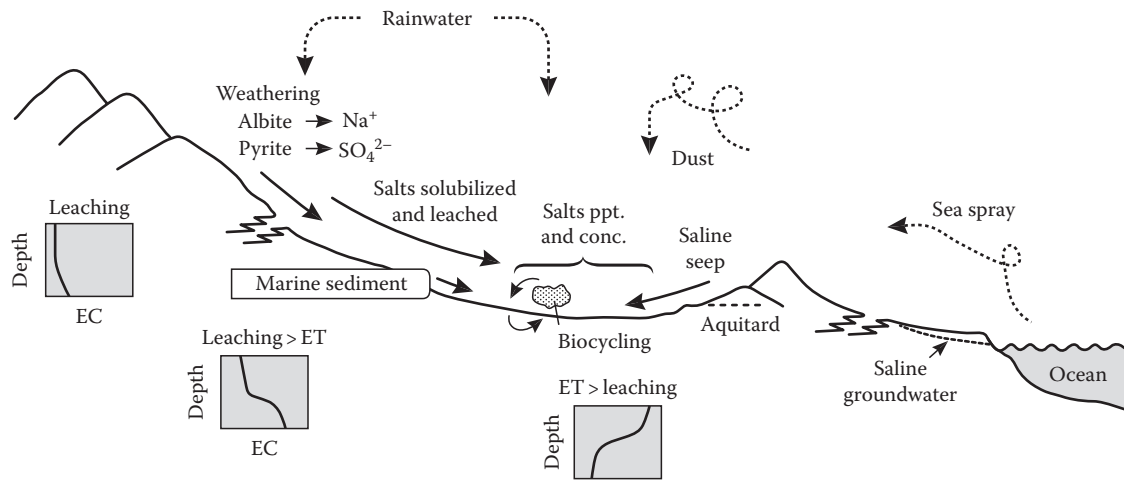 Rainwater
Weathering
Albite → Na⁺
Pyrite → SO₄²⁻
Dust
Salts solubilized
and leached
Salts ppt.
and conc.
Saline
seep
Sea spray
Leaching
Depth
EC
Marine sediment
Biocycling
Aquitard
Saline
groundwater
Ocean
Leaching > ET
Depth
EC
ET > leaching
Depth